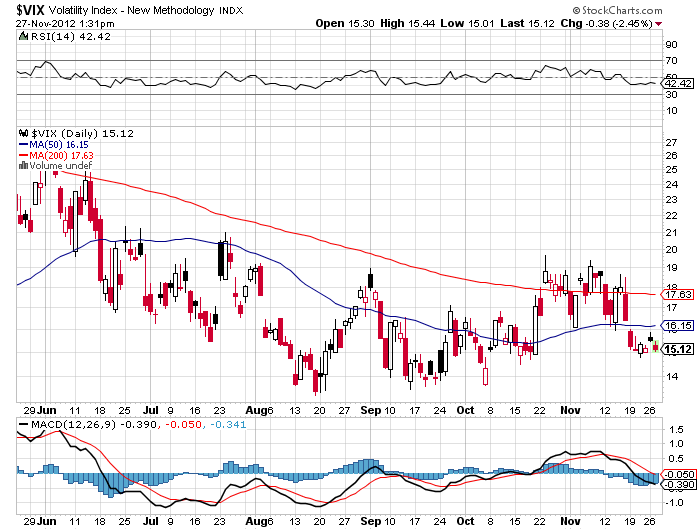 $VIX Volatility Index - New Methodology INDX © StockCharts.com
27-Nov-2012 1:31pm Open 15.30 High 15.44 Low 15.01 Last 15.12 Chg -0.38 (-2.45%)
RSI(14) 42.42
90
70
50
42.42
30
10
$VIX (Daily) 15.12
MA(50) 16.15
MA(200) 17.63
Volume undef
27
26
25
24
23
22
21
20
19
18
17.63
17
16.15
15.12
14
29 Jun 11 18 25 Jul 9 16 23 Aug 6 13 20 27 Sep 10 17 24 Oct 8 15 22 Nov 12 19 26
MACD(12,26,9) -0.390, -0.050, -0.341
1.5
1.0
0.5
-0.050
-0.390
-1.0
29 Jun 11 18 25 Jul 9 16 23 Aug 6 13 20 27 Sep 10 17 24 Oct 8 15 22 Nov 12 19 26